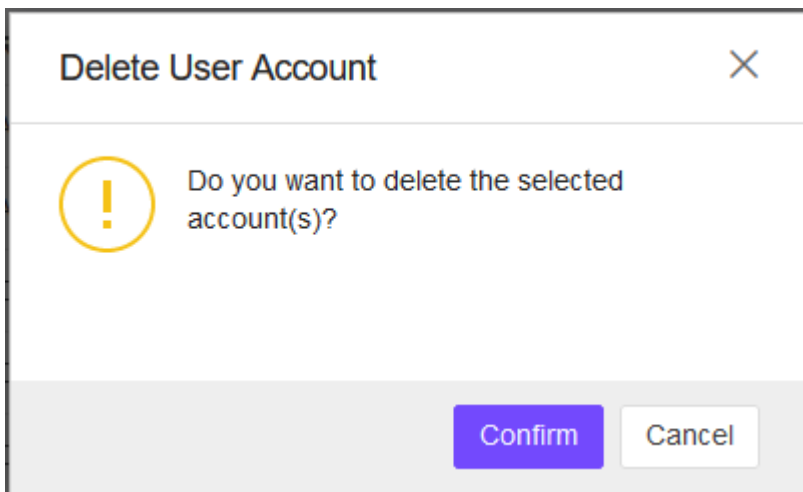 Delete User Account
Do you want to delete the selected
account(s)?
Confirm
Cancel